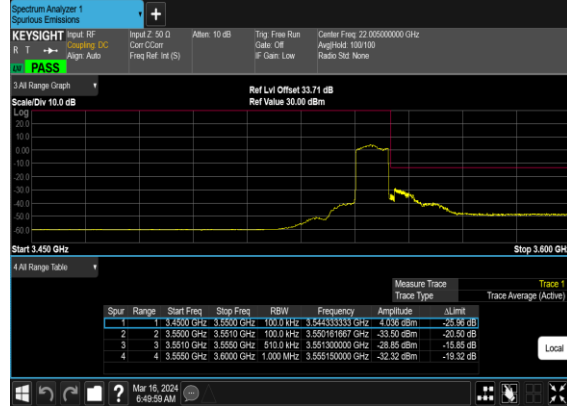 Spectrum Analyzer 1
Spurious Emissions
+
KEYSIGHT Input: RF Input Z: 50 Ω Atten: 10 dB Trig: Free Run Center Freq: 22.005000000 GHz
R T Coupling: DC Corr CCorr Gate: Off Avg|Hold: 100/100
Align: Auto Freq Ref: Int (S) IF Gain: Low Radio Std: None
LW PASS
3 All Range Graph
Ref Lvl Offset 33.71 dB
Scale/Div 10.0 dB Ref Value 30.00 dBm
Log
20.0
10.0
0.00
-10.0
-20.0
-30.0
-40.0
-50.0
-60.0
Start 3.450 GHz Stop 3.600 GHz
4 All Range Table
Measure Trace Trace 1
Trace Type Trace Average (Active)
Spur Range Start Freq Stop Freq RBW Frequency Amplitude ΔLimit
1 1 3.4500 GHz 3.5500 GHz 100.0 kHz 3.544333333 GHz 4.036 dBm -25.96 dB
2 2 3.5500 GHz 3.5510 GHz 100.0 kHz 3.550161667 GHz -33.50 dBm -20.50 dB
3 3 3.5510 GHz 3.5550 GHz 510.0 kHz 3.551300000 GHz -28.85 dBm -15.85 dB
4 4 3.5550 GHz 3.6000 GHz 1.000 MHz 3.555150000 GHz -32.32 dBm -19.32 dB
Local
? Mar 16, 2024
6:49:59 AM